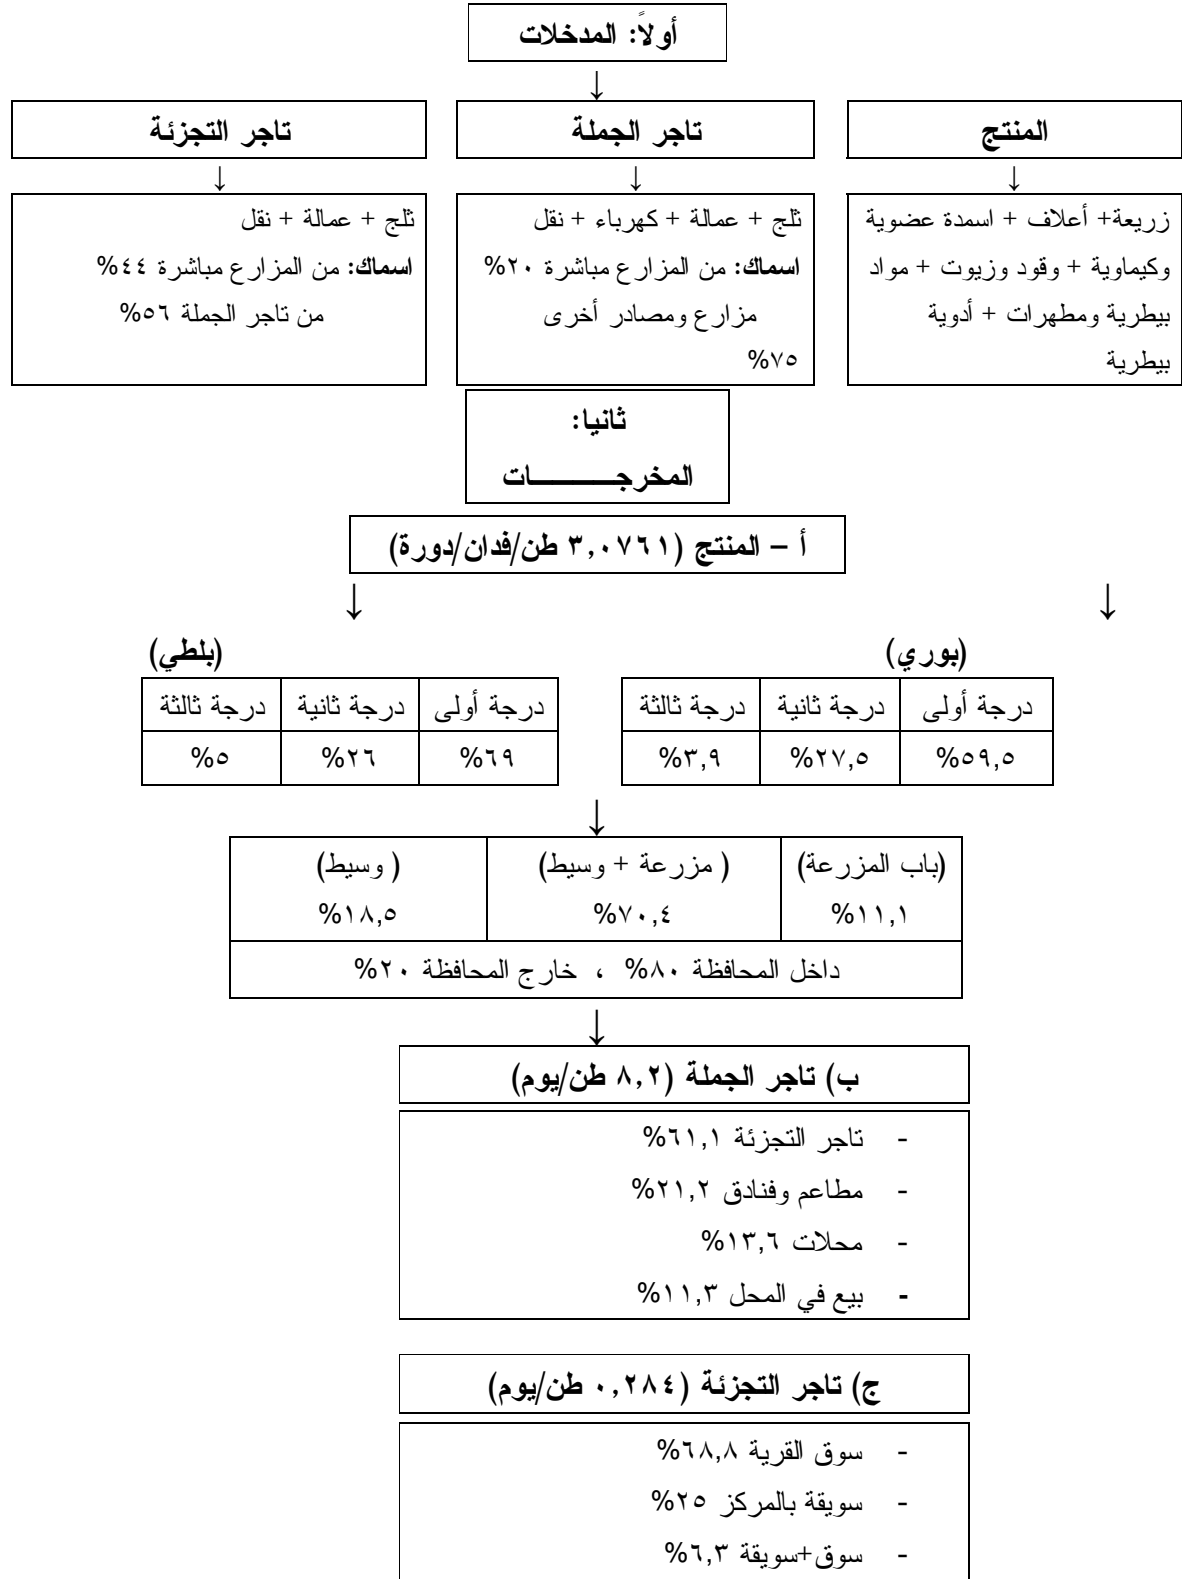 أولاً: المدخلات
↓
المنتج
تاجر الجملة
تاجر التجزئة
↓ ↓ ↓
زريعة+ أعلاف + اسمدة عضوية
وكيماوية + وقود وزيوت + مواد
بيطرية ومطهرات + أدوية
بيطرية
ثلج + عمالة + كهرباء + نقل
اسماك: من المزارع مباشرة ٢٠%
مزارع ومصادر أخرى
٧٥%
ثلج + عمالة + نقل
اسماك: من المزارع مباشرة ٤٤%
من تاجر الجملة ٥٦%
ثانيا:
المخرجــــــــــات
أ – المنتج (٣,٠٧٦١ طن/فدان/دورة)
↓ ↓
(بوري)
درجة أولى درجة ثانية درجة ثالثة
٥٩,٥% ٢٧,٥% ٣,٩%
(بلطي)
درجة أولى درجة ثانية درجة ثالثة
٦٩% ٢٦% ٥%
↓
(باب المزرعة) ( مزرعة + وسيط) ( وسيط)
١١,١% ٧٠,٤% ١٨,٥%
داخل المحافظة ٨٠% ، خارج المحافظة ٢٠%
↓
ب) تاجر الجملة (٨,٢ طن/يوم)
- تاجر التجزئة ٦١,١%
- مطاعم وفنادق ٢١,٢%
- محلات ١٣,٦%
- بيع في المحل ١١,٣%
ج) تاجر التجزئة (٠,٢٨٤ طن/يوم)
- سوق القرية ٦٨,٨%
- سويقة بالمركز ٢٥%
- سوق+سويقة ٦,٣%